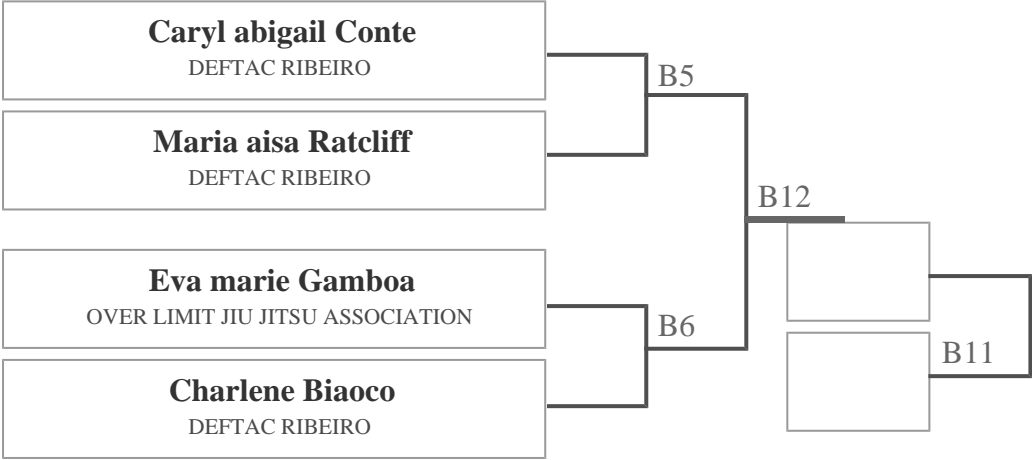 Caryl abigail Conte
DEFTAC RIBEIRO
B5
Maria aisa Ratcliff
DEFTAC RIBEIRO
B12
Eva marie Gamboa
OVER LIMIT JIU JITSU ASSOCIATION
B6
B11
Charlene Biaoco
DEFTAC RIBEIRO